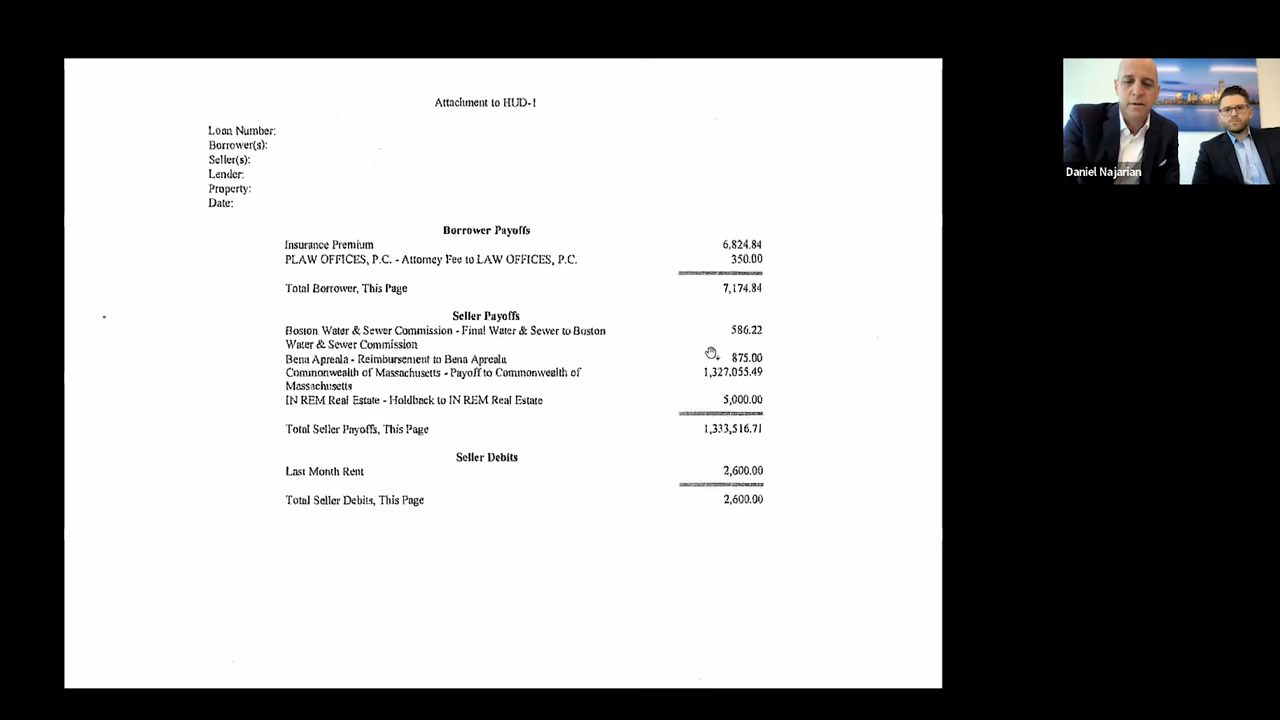 Attachment to HUD-1
Loan Number:
Borrower(s):
Seller(s):
Lender:
Property:
Date:
Borrower Payoffs
Insurance Premium 6,824.84
PLAW OFFICES, P.C. - Attorney Fee to LAW OFFICES, P.C. 350.00
Total Borrower, This Page 7,174.84
Seller Payoffs
Boston Water & Sewer Commission - Final Water & Sewer to Boston 586.22
Water & Sewer Commission
Bena Apreala - Reimbursement to Bena Apreala 875.00
Commonwealth of Massachusetts - Payoff to Commonwealth of 1,327,055.49
Massachusetts
IN REM Real Estate - Holdback to IN REM Real Estate 5,000.00
Total Seller Payoffs, This Page 1,333,516.71
Seller Debits
Last Month Rent 2,600.00
Total Seller Debits, This Page 2,600.00
Daniel Najarian